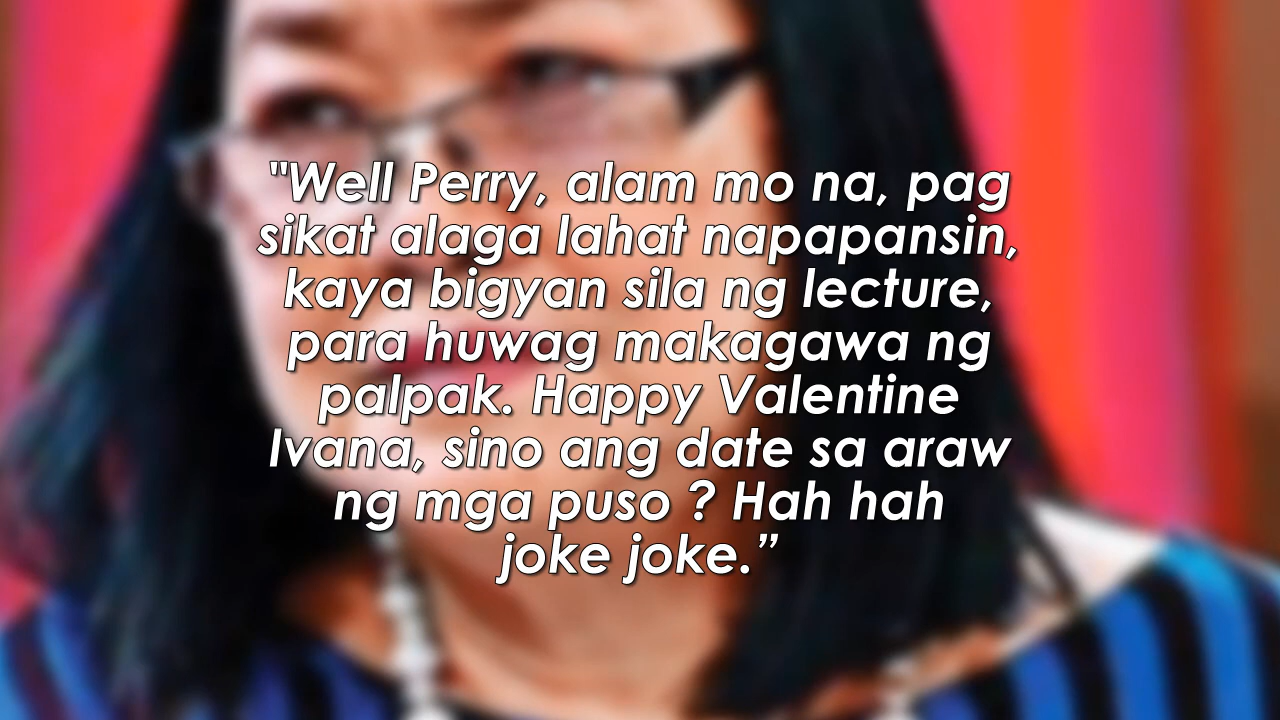 "Well Perry, alam mo na, pag
sikat alaga lahat napapansin,
kaya bigyan sila ng lecture,
para huwag makagawa ng
palpak. Happy Valentine
Ivana, sino ang date sa araw
ng mga puso ? Hah hah
joke joke.”